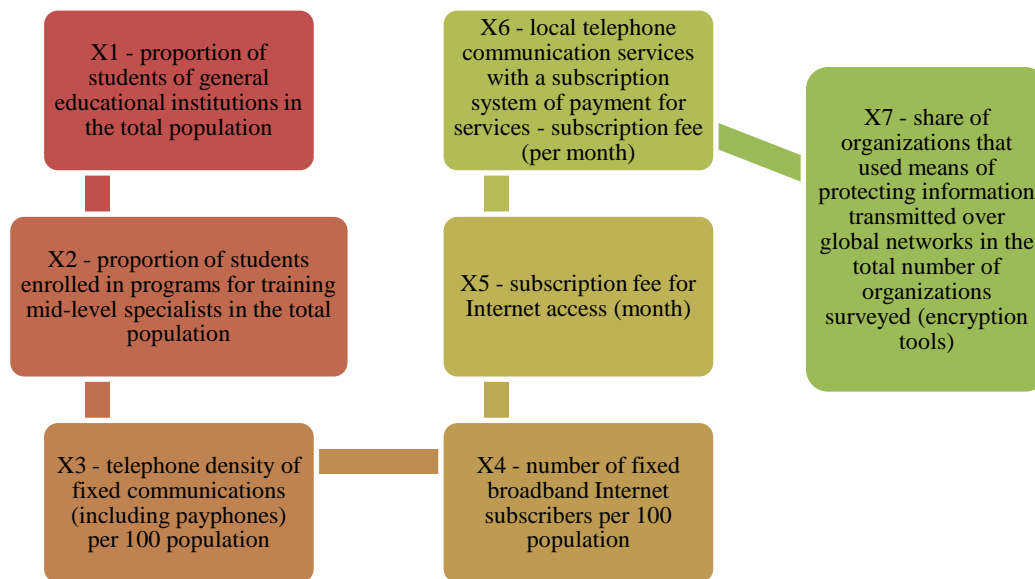 X1 - proportion of
students of general
educational institutions in
the total population
X2 - proportion of students
enrolled in programs for training
mid-level specialists in the total
population
X3 - telephone density of
fixed communications
(including payphones)
per 100 population
X4 - number of fixed
broadband Internet
subscribers per 100
population
X5 - subscription fee for
Internet access (month)
X6 - local telephone
communication services
with a subscription
system of payment for
services - subscription fee
(per month)
X7 - share of
organizations that
used means of
protecting information
transmitted over
global networks in the
total number of
organizations
surveyed (encryption
tools)